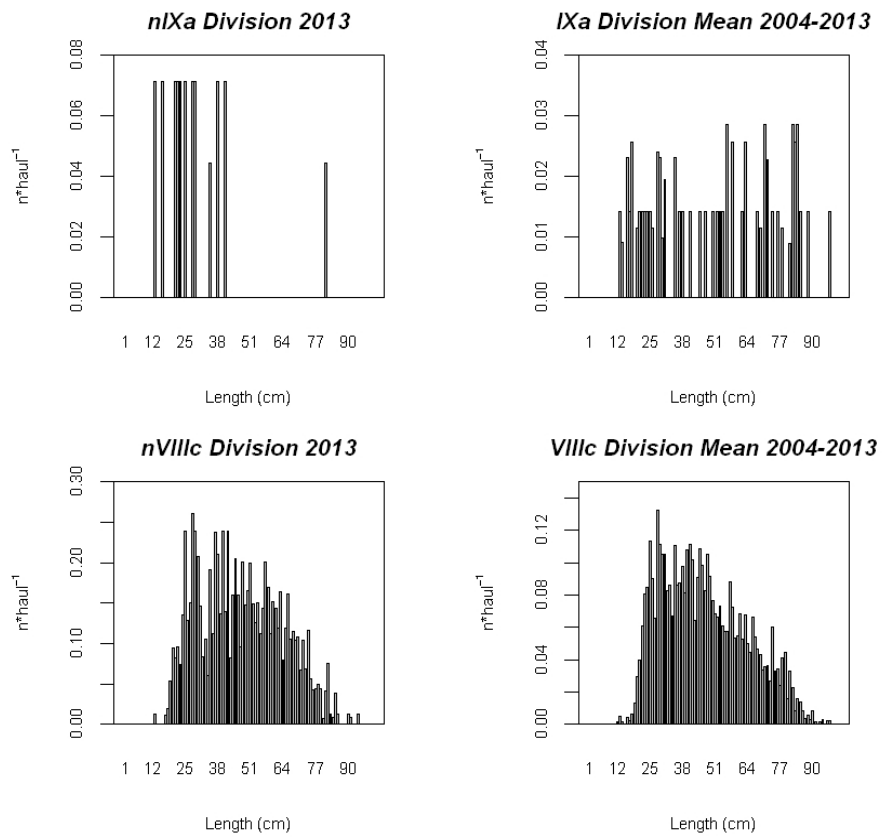 nIXa Division 2013
n*haul⁻¹
0.08
0.06
0.04
0.02
0.00
1 12 25 38 51 64 77 90
Length (cm)
IXa Division Mean 2004-2013
n*haul⁻¹
0.04
0.03
0.02
0.01
0.00
1 12 25 38 51 64 77 90
Length (cm)
nVIIIc Division 2013
n*haul⁻¹
0.30
0.20
0.10
0.00
1 12 25 38 51 64 77 90
Length (cm)
VIIIc Division Mean 2004-2013
n*haul⁻¹
0.12
0.08
0.04
0.00
1 12 25 38 51 64 77 90
Length (cm)